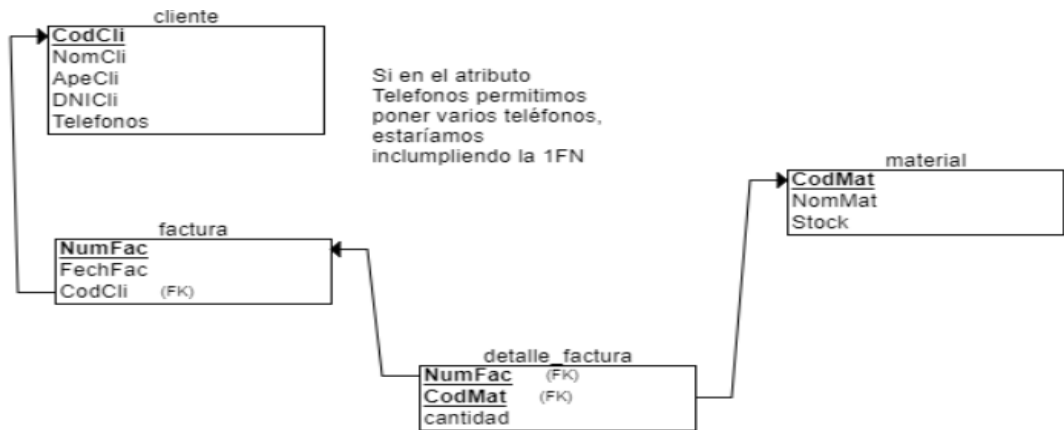 cliente
CodCli
NomCli
ApeCli
DNICli
Telefonos
Si en el atributo
Telefonos permitimos
poner varios teléfonos,
estaríamos
inclumpliendo la 1FN
material
CodMat
NomMat
Stock
factura
NumFac
FechFac
CodCli (FK)
detalle_factura
NumFac (FK)
CodMat (FK)
cantidad